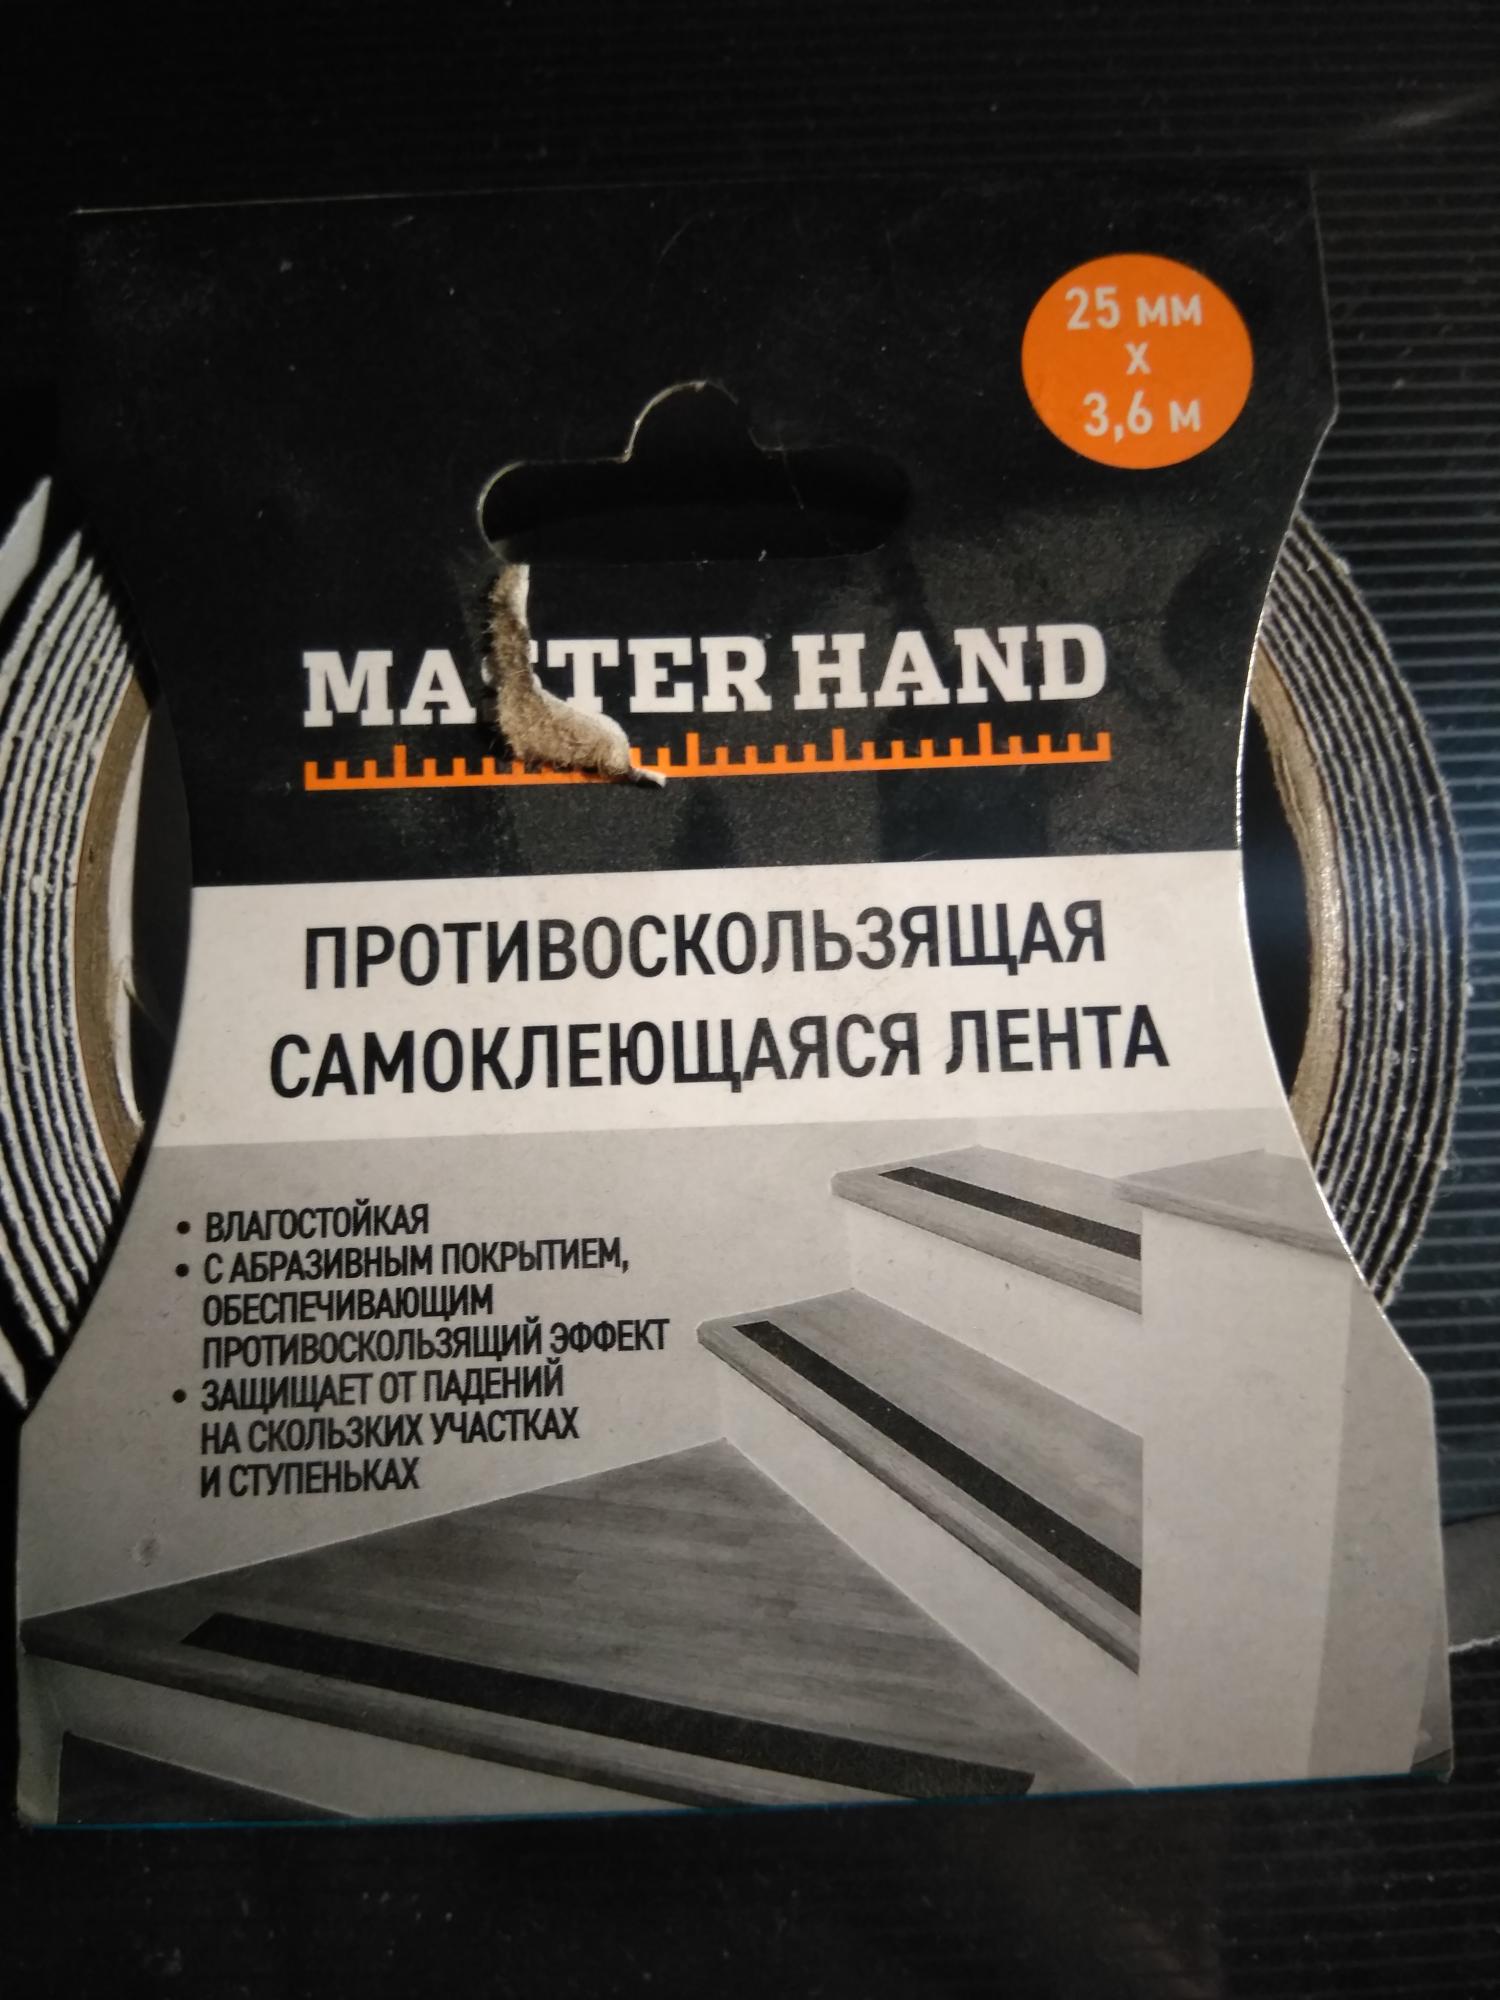 25 мм
х
3,6 м
MASTER HAND
ПРОТИВОСКОЛЬЗЯЩАЯ
САМОКЛЕЮЩАЯСЯ ЛЕНТА
• ВЛАГОСТОЙКАЯ
• С АБРАЗИВНЫМ ПОКРЫТИЕМ,
ОБЕСПЕЧИВАЮЩИМ
ПРОТИВОСКОЛЬЗЯЩИЙ ЭФФЕКТ
• ЗАЩИЩАЕТ ОТ ПАДЕНИЙ
НА СКОЛЬЗКИХ УЧАСТКАХ
И СТУПЕНЬКАХ